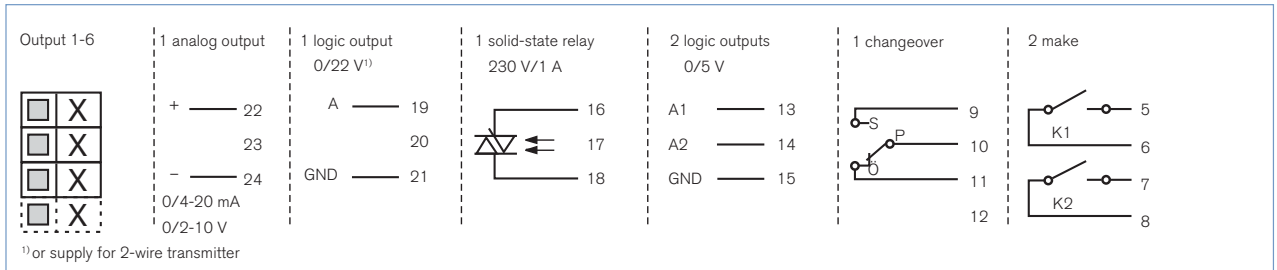 Output 1-6
X
X
X
X
1 analog output
+ 22
23
− 24
0/4-20 mA
0/2-10 V
1 logic output
0/22 V¹⁾
A 19
20
GND 21
1 solid-state relay
230 V/1 A
16
17
18
2 logic outputs
0/5 V
A1 13
A2 14
GND 15
1 changeover
9
S
P
10
Ö
11
12
2 make
5
K1
6
7
K2
8
¹⁾ or supply for 2-wire transmitter